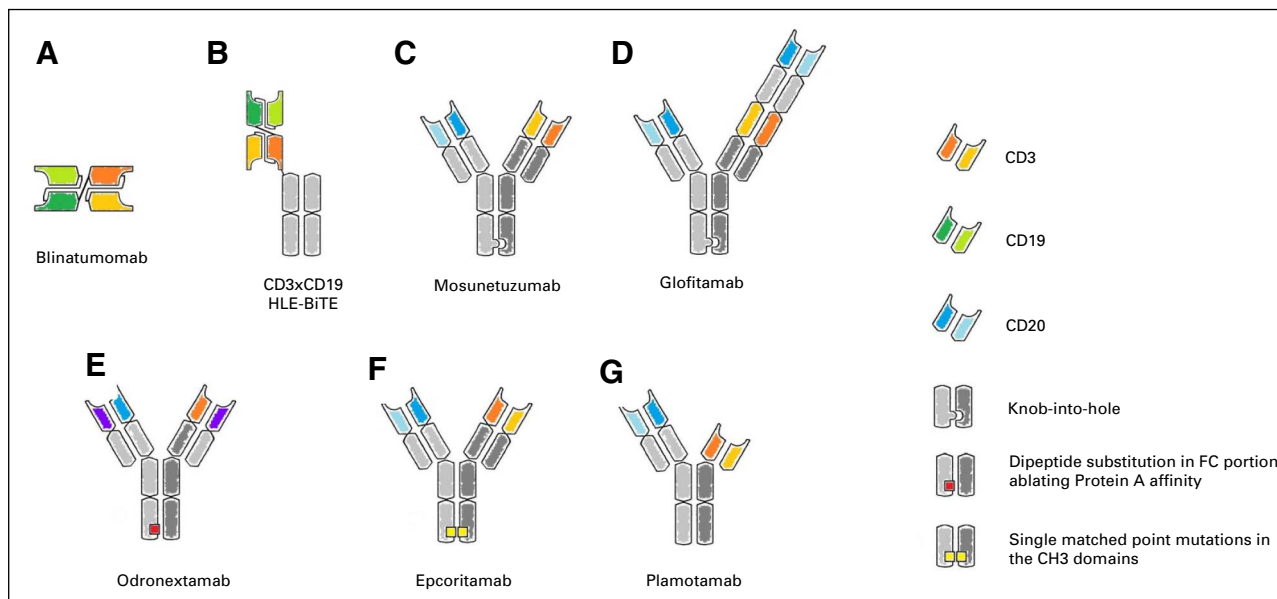 A
B
C
D
Blinatumomab
CD3xCD19
HLE-BiTE
Mosunetuzumab
Glofitamab
E
F
G
Odronextamab
Epcoritamab
Plamotamab
CD3
CD19
CD20
Knob-into-hole
Dipeptide substitution in FC portion
ablating Protein A affinity
Single matched point mutations in
the CH3 domains